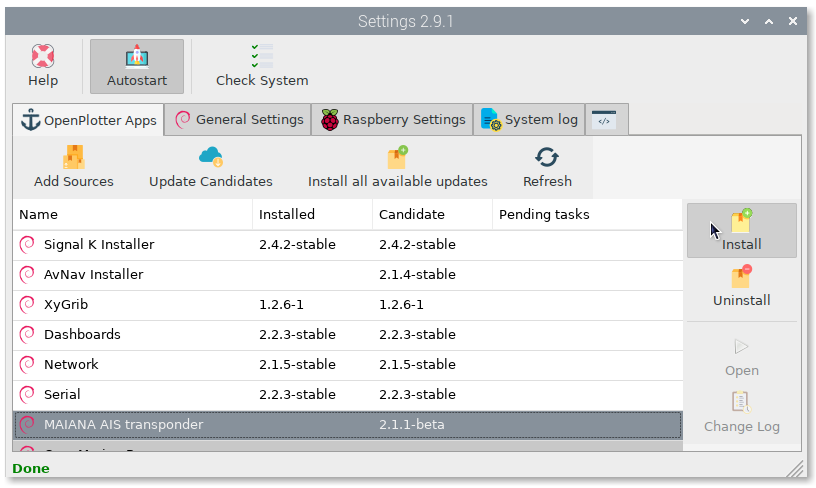 Settings 2.9.1
Help
Autostart
Check System
OpenPlotter Apps
General Settings
Raspberry Settings
System log
</>
Add Sources
Update Candidates
Install all available updates
Refresh
Name Installed Candidate Pending tasks
Signal K Installer 2.4.2-stable 2.4.2-stable
AvNav Installer 2.1.4-stable
XyGrib 1.2.6-1 1.2.6-1
Dashboards 2.2.3-stable 2.2.3-stable
Network 2.1.5-stable 2.1.5-stable
Serial 2.2.3-stable 2.2.3-stable
MAIANA AIS transponder 2.1.1-beta
Install
Uninstall
Open
Change Log
Done